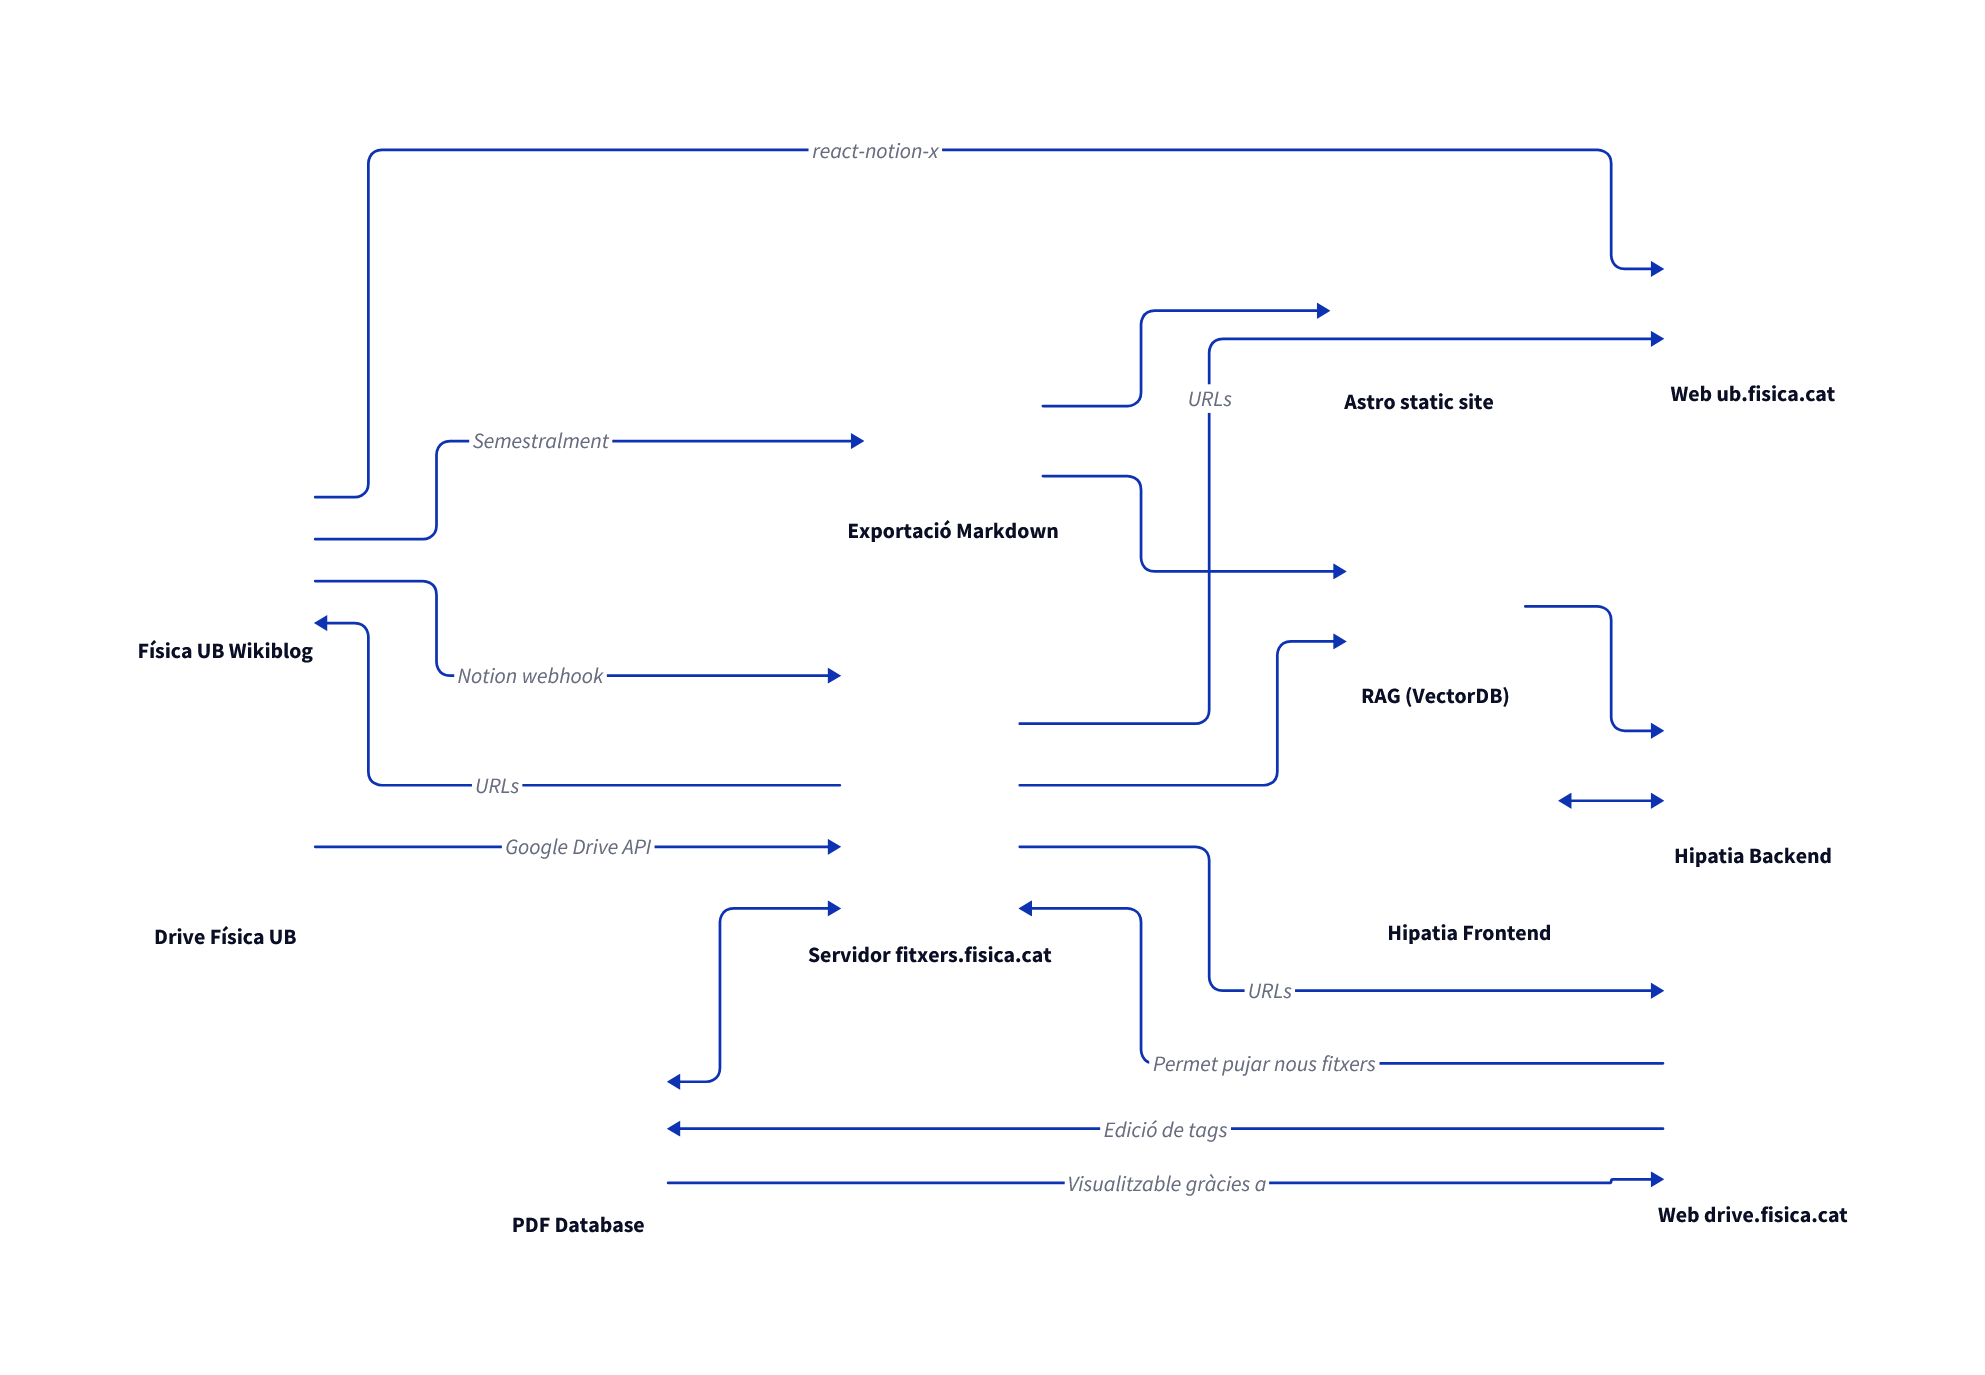 react-notion-x
URLs
Web ub.fisica.cat
Astro static site
Semestralment
Exportació Markdown
Física UB Wikiblog
Notion webhook
RAG (VectorDB)
URLs
Google Drive API
Hipatia Backend
Drive Física UB
Hipatia Frontend
Servidor fitxers.fisica.cat
URLs
Permet pujar nous fitxers
Edició de tags
Visualitzable gràcies a
Web drive.fisica.cat
PDF Database